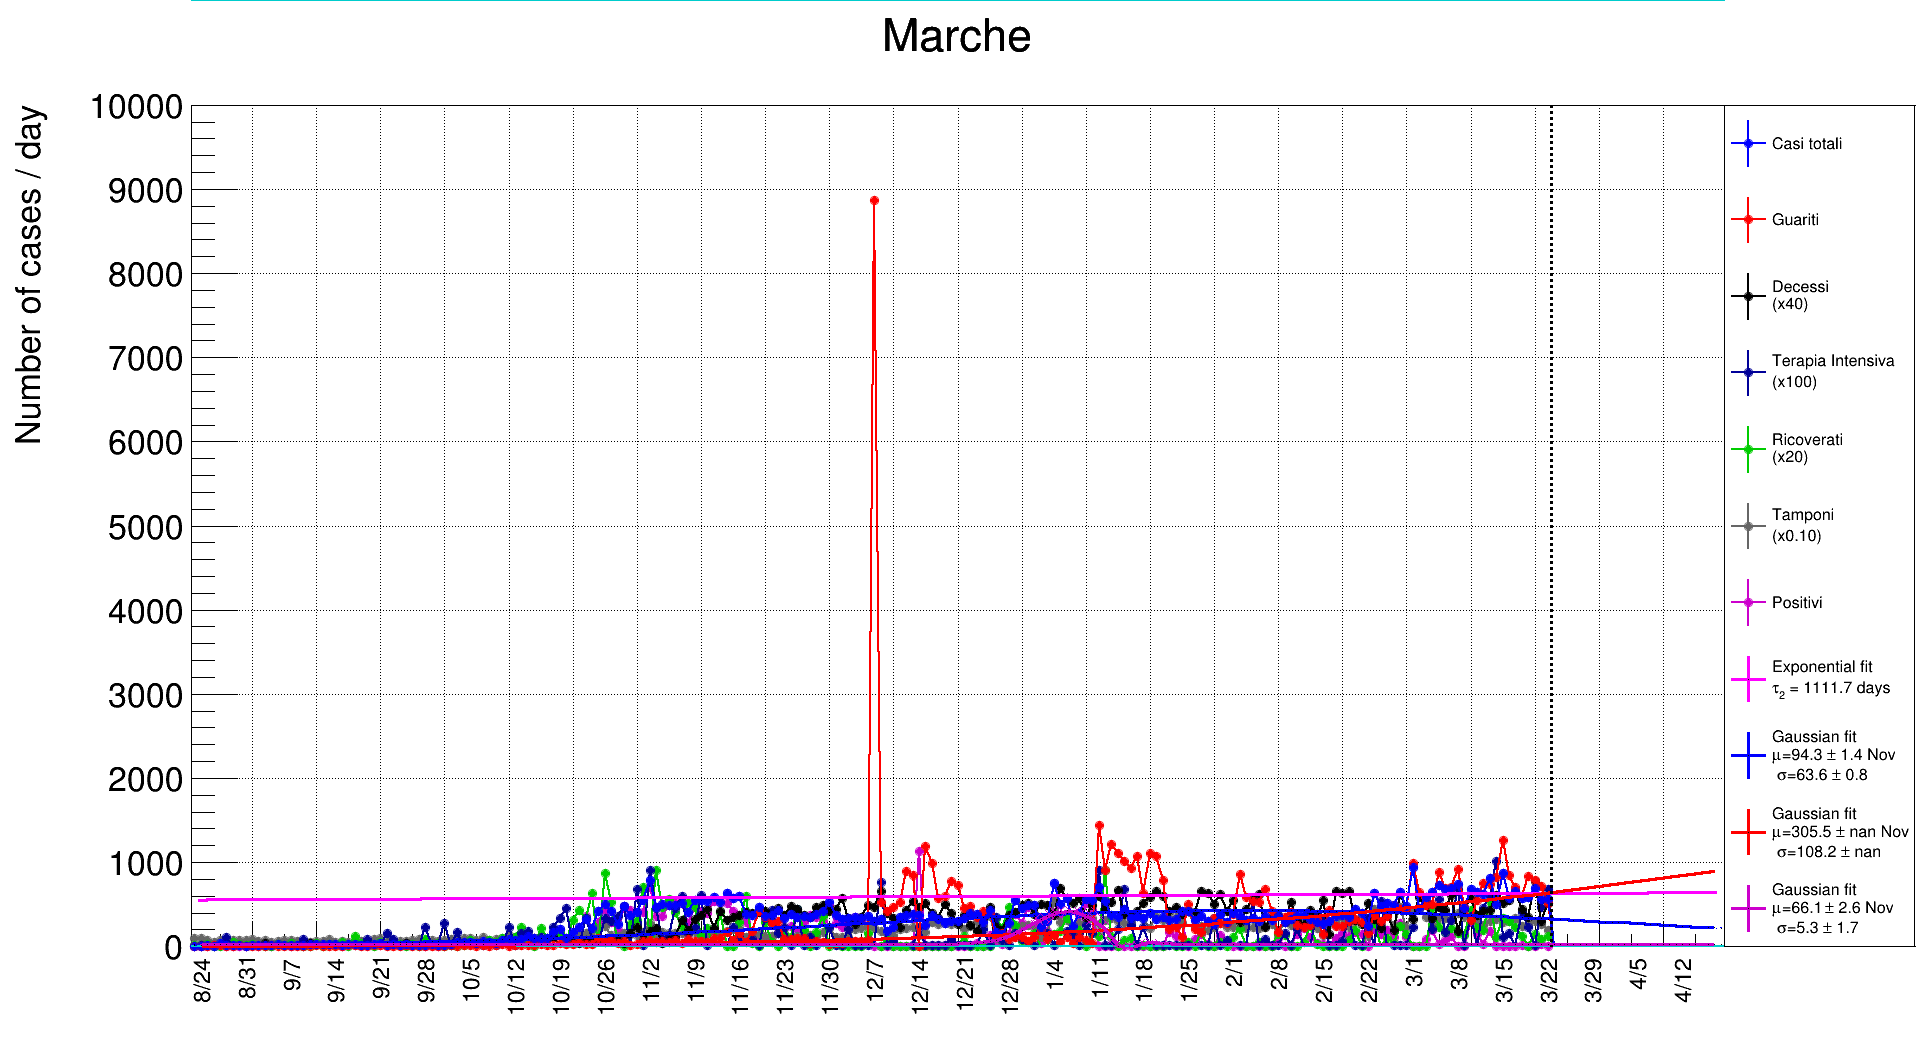 Marche
Number of cases / day
10000
9000
8000
7000
6000
5000
4000
3000
2000
1000
0
8/24
8/31
9/7
9/14
9/21
9/28
10/5
10/12
10/19
10/26
11/2
11/9
11/16
11/23
11/30
12/7
12/14
12/21
12/28
1/4
1/11
1/18
1/25
2/1
2/8
2/15
2/22
3/1
3/8
3/15
3/22
3/29
4/5
4/12
Casi totali
Guariti
Decessi
(x40)
Terapia Intensiva
(x100)
Ricoverati
(x20)
Tamponi
(x0.10)
Positivi
Exponential fit
τ2 = 1111.7 days
Gaussian fit
μ=94.3 ± 1.4 Nov
σ=63.6 ± 0.8
Gaussian fit
μ=305.5 ± nan Nov
σ=108.2 ± nan
Gaussian fit
μ=66.1 ± 2.6 Nov
σ=5.3 ± 1.7